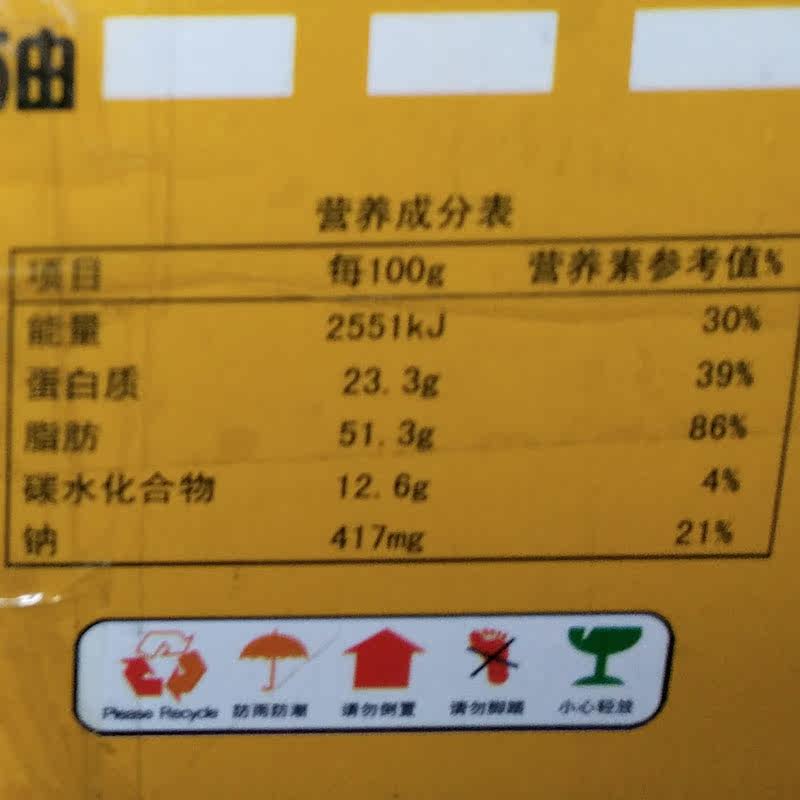 油
营养成分表
项目 每100g 营养素参考值%
能量 2551kJ 30%
蛋白质 23.3g 39%
脂肪 51.3g 86%
碳水化合物 12.6g 4%
钠 417mg 21%
Please Recycle 防雨防潮 请勿倒置 请勿脚踏 小心轻放